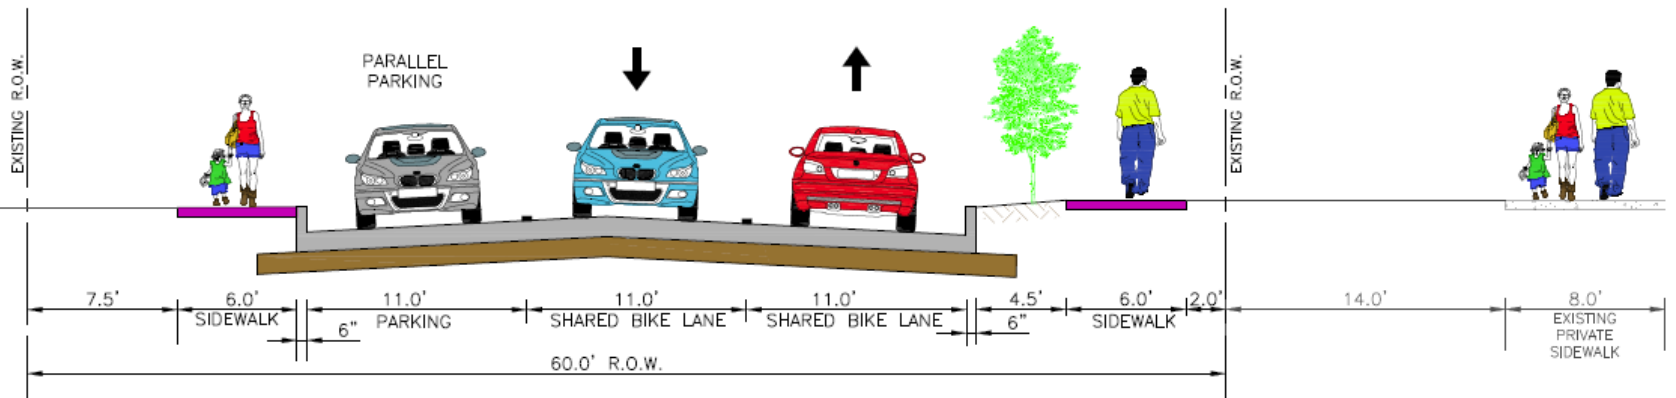 EXISTING R.O.W.
PARALLEL
PARKING
EXISTING R.O.W.
7.5'
6.0'
SIDEWALK
6"
11.0'
PARKING
11.0'
SHARED BIKE LANE
11.0'
SHARED BIKE LANE
6"
4.5'
6.0'
SIDEWALK
2.0'
14.0'
8.0'
EXISTING
PRIVATE
SIDEWALK
60.0' R.O.W.